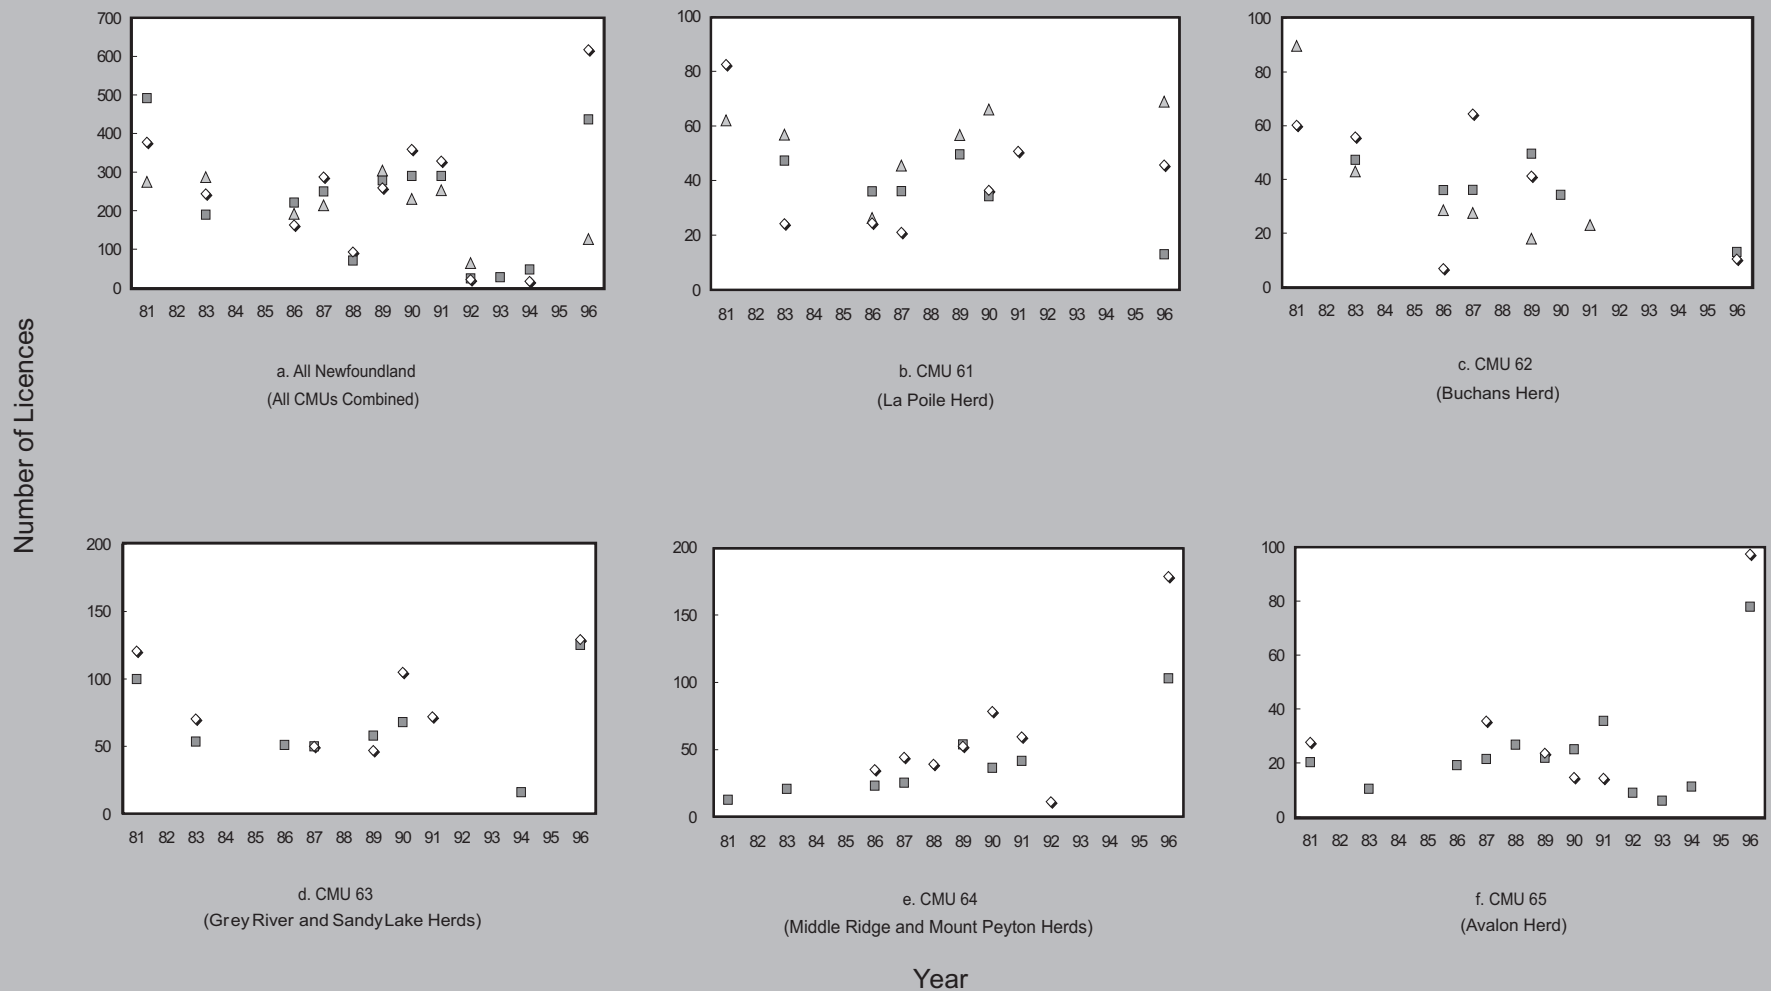 Number of Licences
700
600
500
400
300
200
100
0
81 82 83 84 85 86 87 88 89 90 91 92 93 94 95 96
a. All Newfoundland
(All CMUs Combined)
100
80
60
40
20
0
81 82 83 84 85 86 87 88 89 90 91 92 93 94 95 96
b. CMU 61
(La Poile Herd)
100
80
60
40
20
0
81 82 83 84 85 86 87 88 89 90 91 92 93 94 95 96
c. CMU 62
(Buchans Herd)
200
150
100
50
0
81 82 83 84 85 86 87 88 89 90 91 92 93 94 95 96
d. CMU 63
(Grey River and Sandy Lake Herds)
200
150
100
50
0
81 82 83 84 85 86 87 88 89 90 91 92 93 94 95 96
e. CMU 64
(Middle Ridge and Mount Peyton Herds)
100
80
60
40
20
0
81 82 83 84 85 86 87 88 89 90 91 92 93 94 95 96
f. CMU 65
(Avalon Herd)
Year